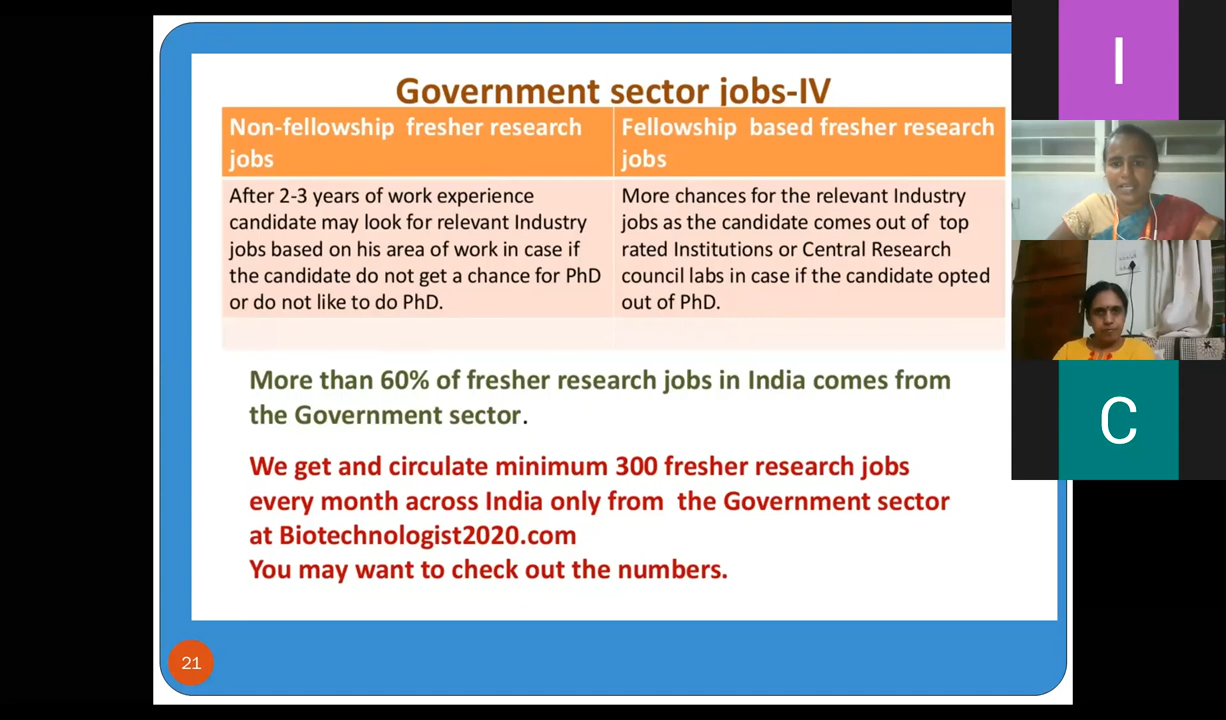 Government sector jobs-IV
Non-fellowship fresher research
jobs
Fellowship based fresher research
jobs
After 2-3 years of work experience
candidate may look for relevant Industry
jobs based on his area of work in case if
the candidate do not get a chance for PhD
or do not like to do PhD.
More chances for the relevant Industry
jobs as the candidate comes out of top
rated Institutions or Central Research
council labs in case if the candidate opted
out of PhD.
More than 60% of fresher research jobs in India comes from
the Government sector.
We get and circulate minimum 300 fresher research jobs
every month across India only from the Government sector
at Biotechnologist2020.com
You may want to check out the numbers.
21
I
C